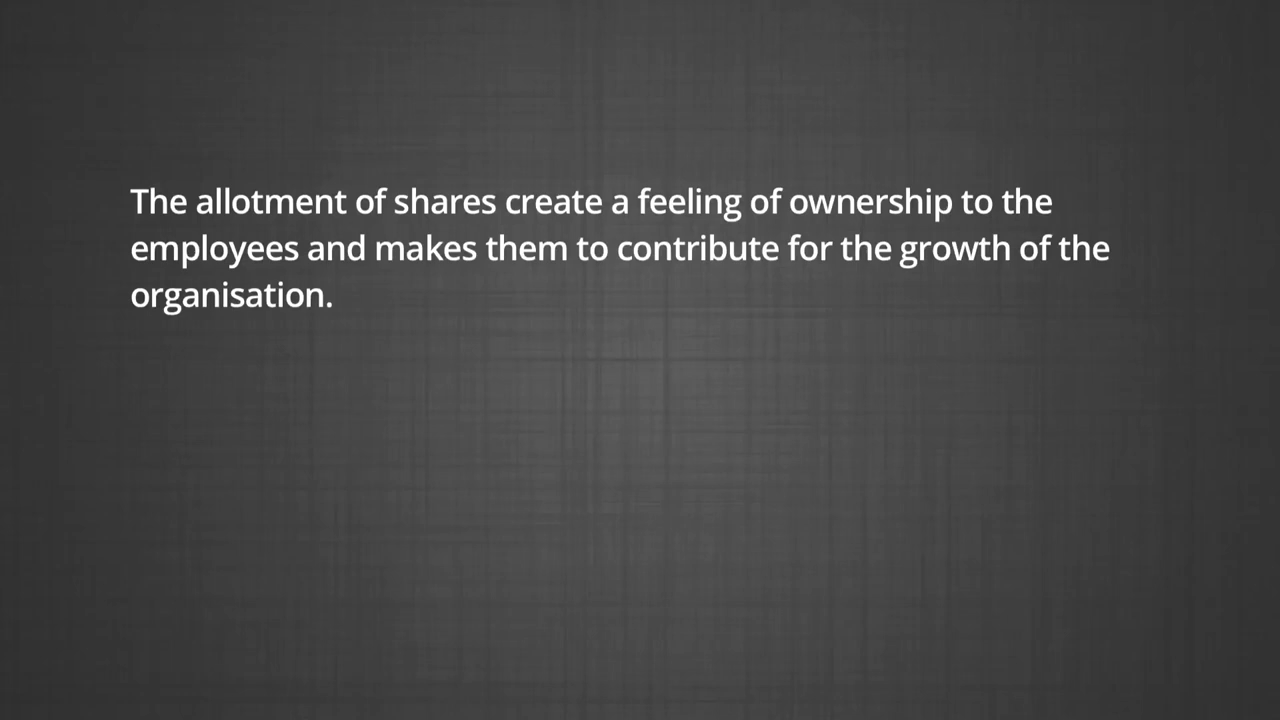 The allotment of shares create a feeling of ownership to the
employees and makes them to contribute for the growth of the
organisation.